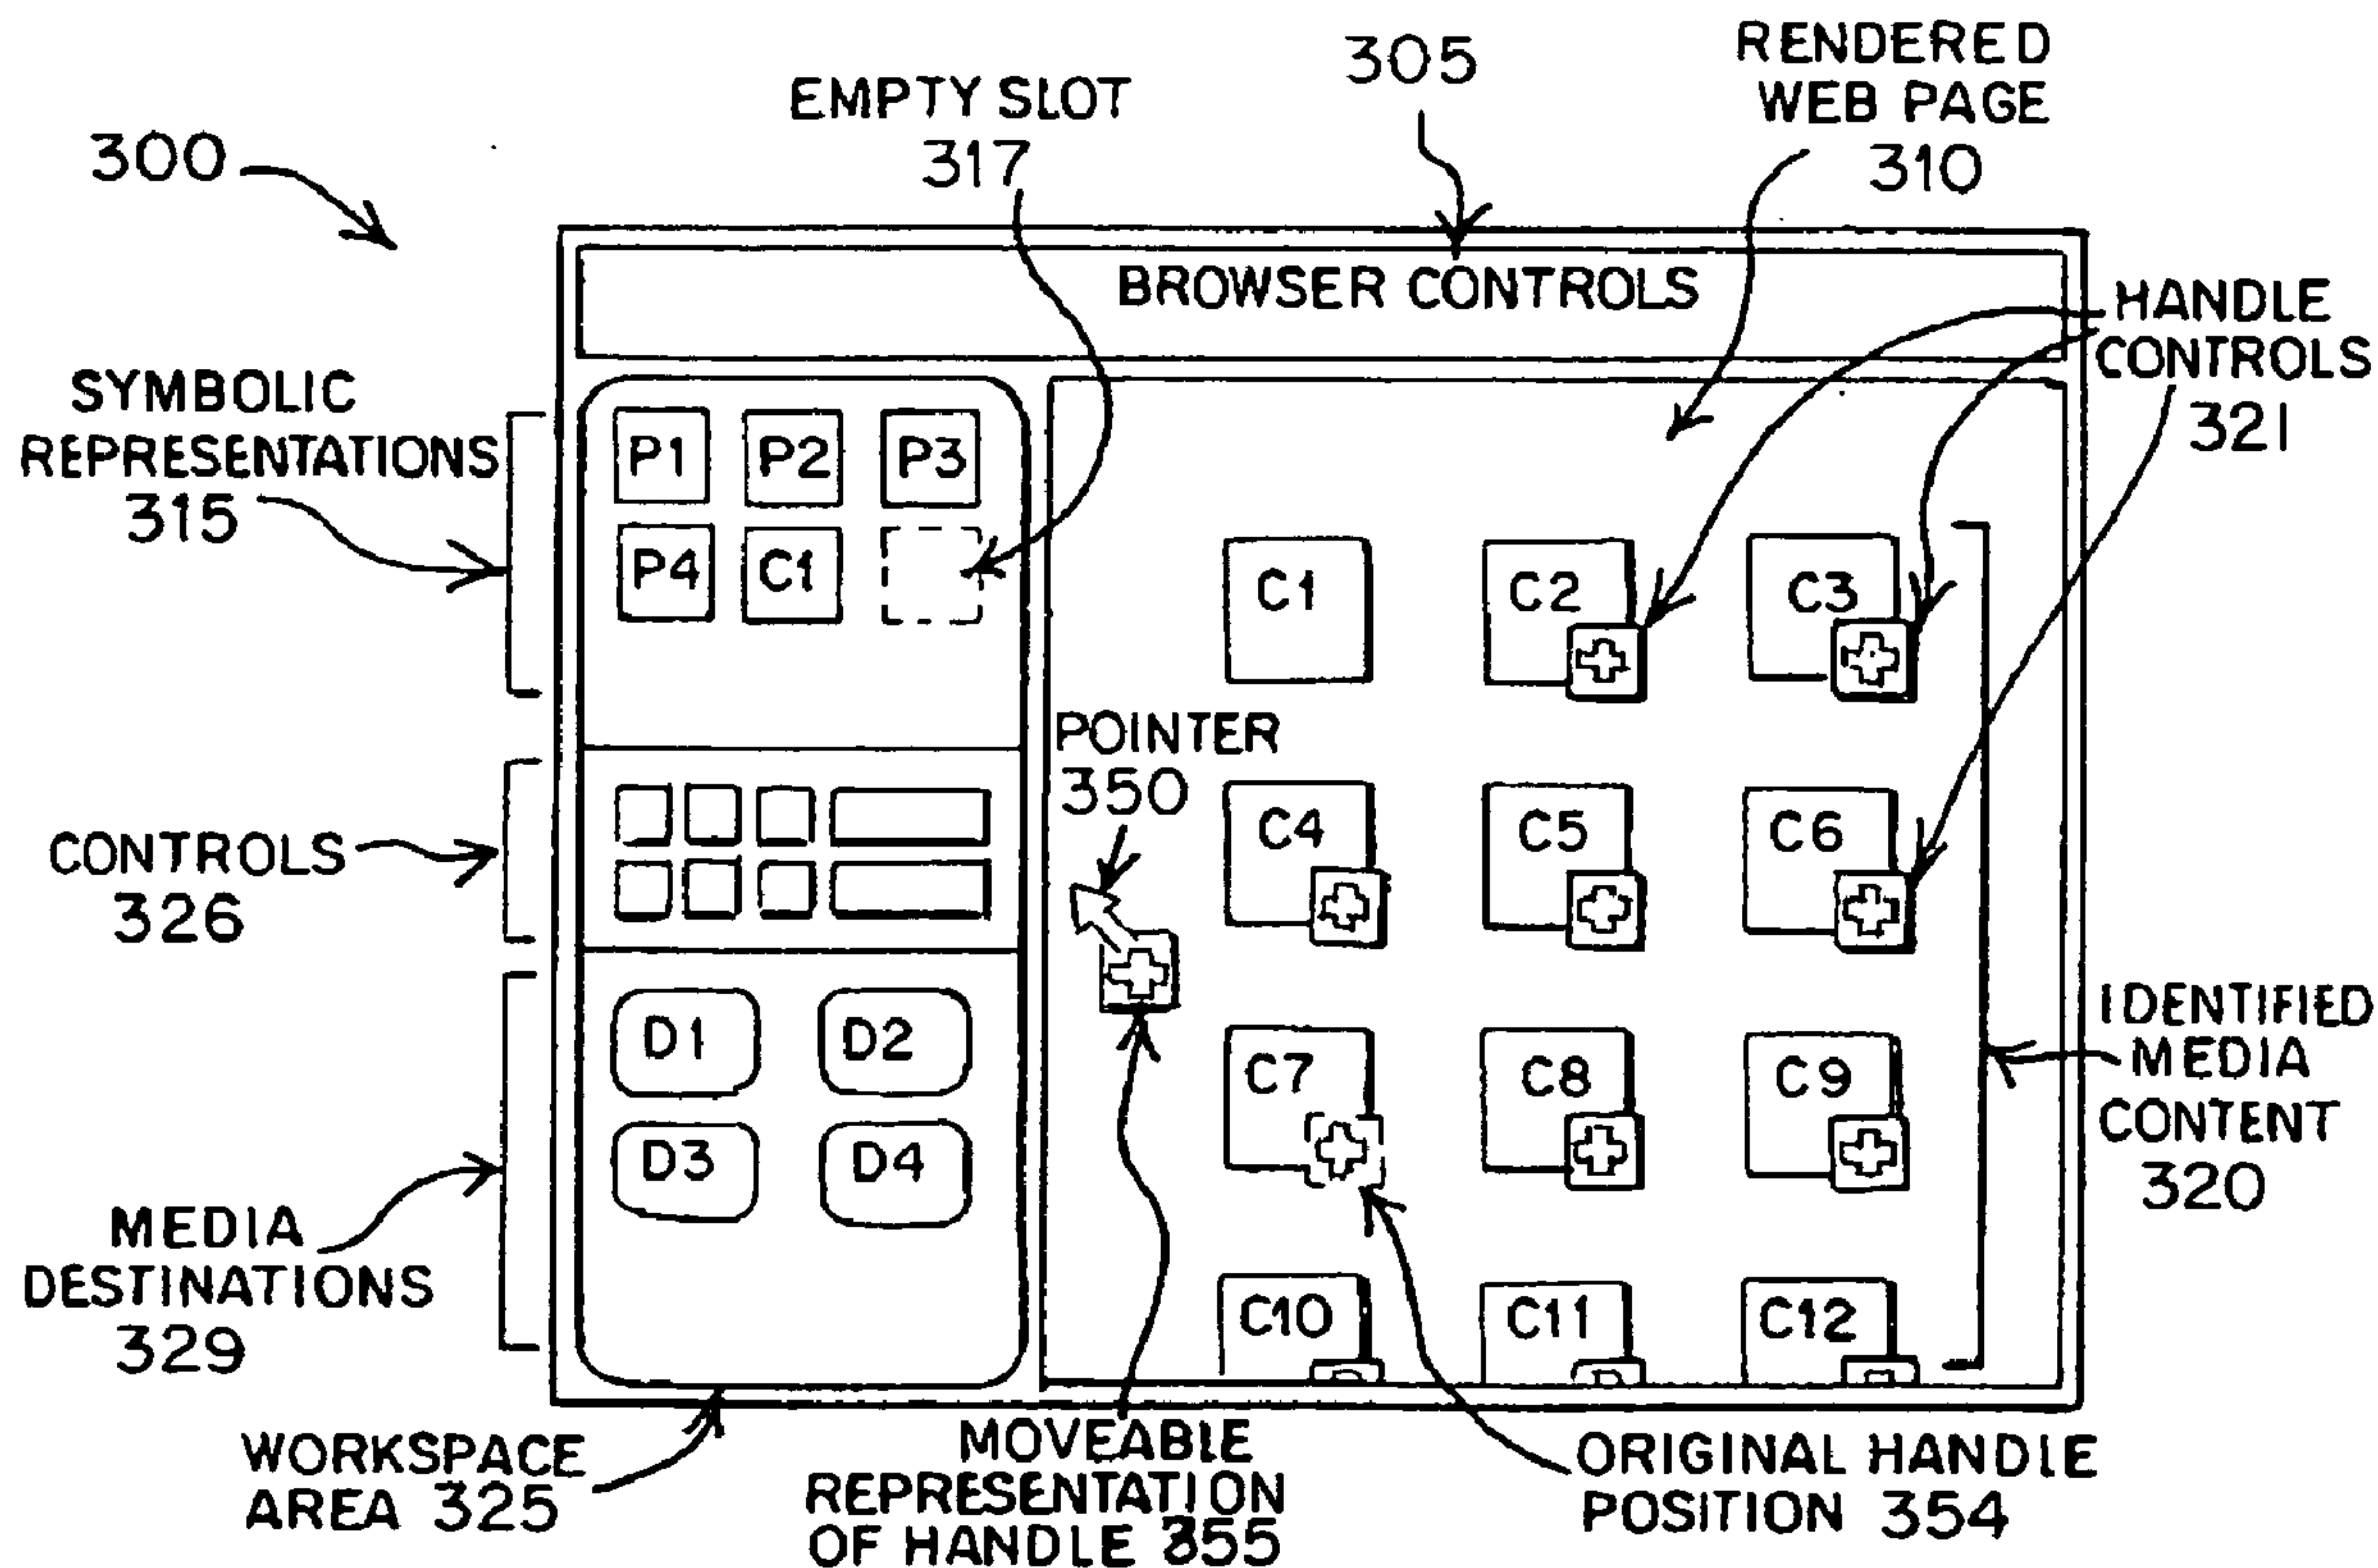 300
EMPTY SLOT
317
305
RENDERED
WEB PAGE
310
BROWSER CONTROLS
HANDLE
CONTROLS
321
SYMBOLIC
REPRESENTATIONS
315
P1 P2 P3
P4 C1
C1 C2 C3
POINTER
350
CONTROLS
326
C4 C5 C6
D1 D2
D3 D4
C7 C8 C9
IDENTIFIED
MEDIA
CONTENT
320
MEDIA
DESTINATIONS
329
C10 C11 C12
WORKSPACE
AREA 325
MOVEABLE
REPRESENTATION
OF HANDLE 355
ORIGINAL HANDLE
POSITION 354